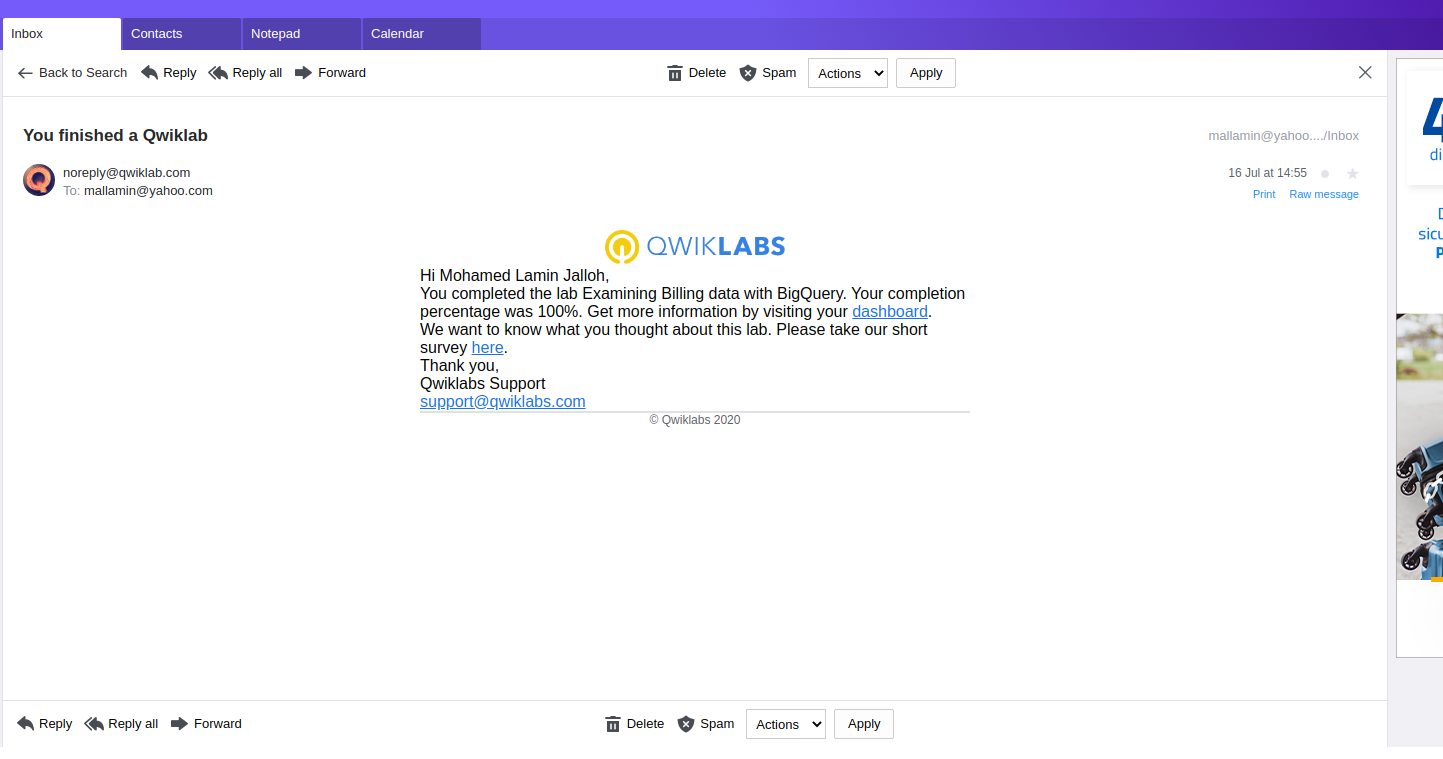 Inbox
Contacts
Notepad
Calendar
Back to Search
Reply
Reply all
Forward
Delete
Spam
Actions
Apply
You finished a Qwiklab
mallamin@yahoo..../Inbox
noreply@qwiklab.com
16 Jul at 14:55
To: mallamin@yahoo.com
Print
Raw message
QWIKLABS
Hi Mohamed Lamin Jalloh,
You completed the lab Examining Billing data with BigQuery. Your completion
percentage was 100%. Get more information by visiting your dashboard.
We want to know what you thought about this lab. Please take our short
survey here.
Thank you,
Qwiklabs Support
support@qwiklabs.com
© Qwiklabs 2020
di
sicu
Reply
Reply all
Forward
Delete
Spam
Actions
Apply